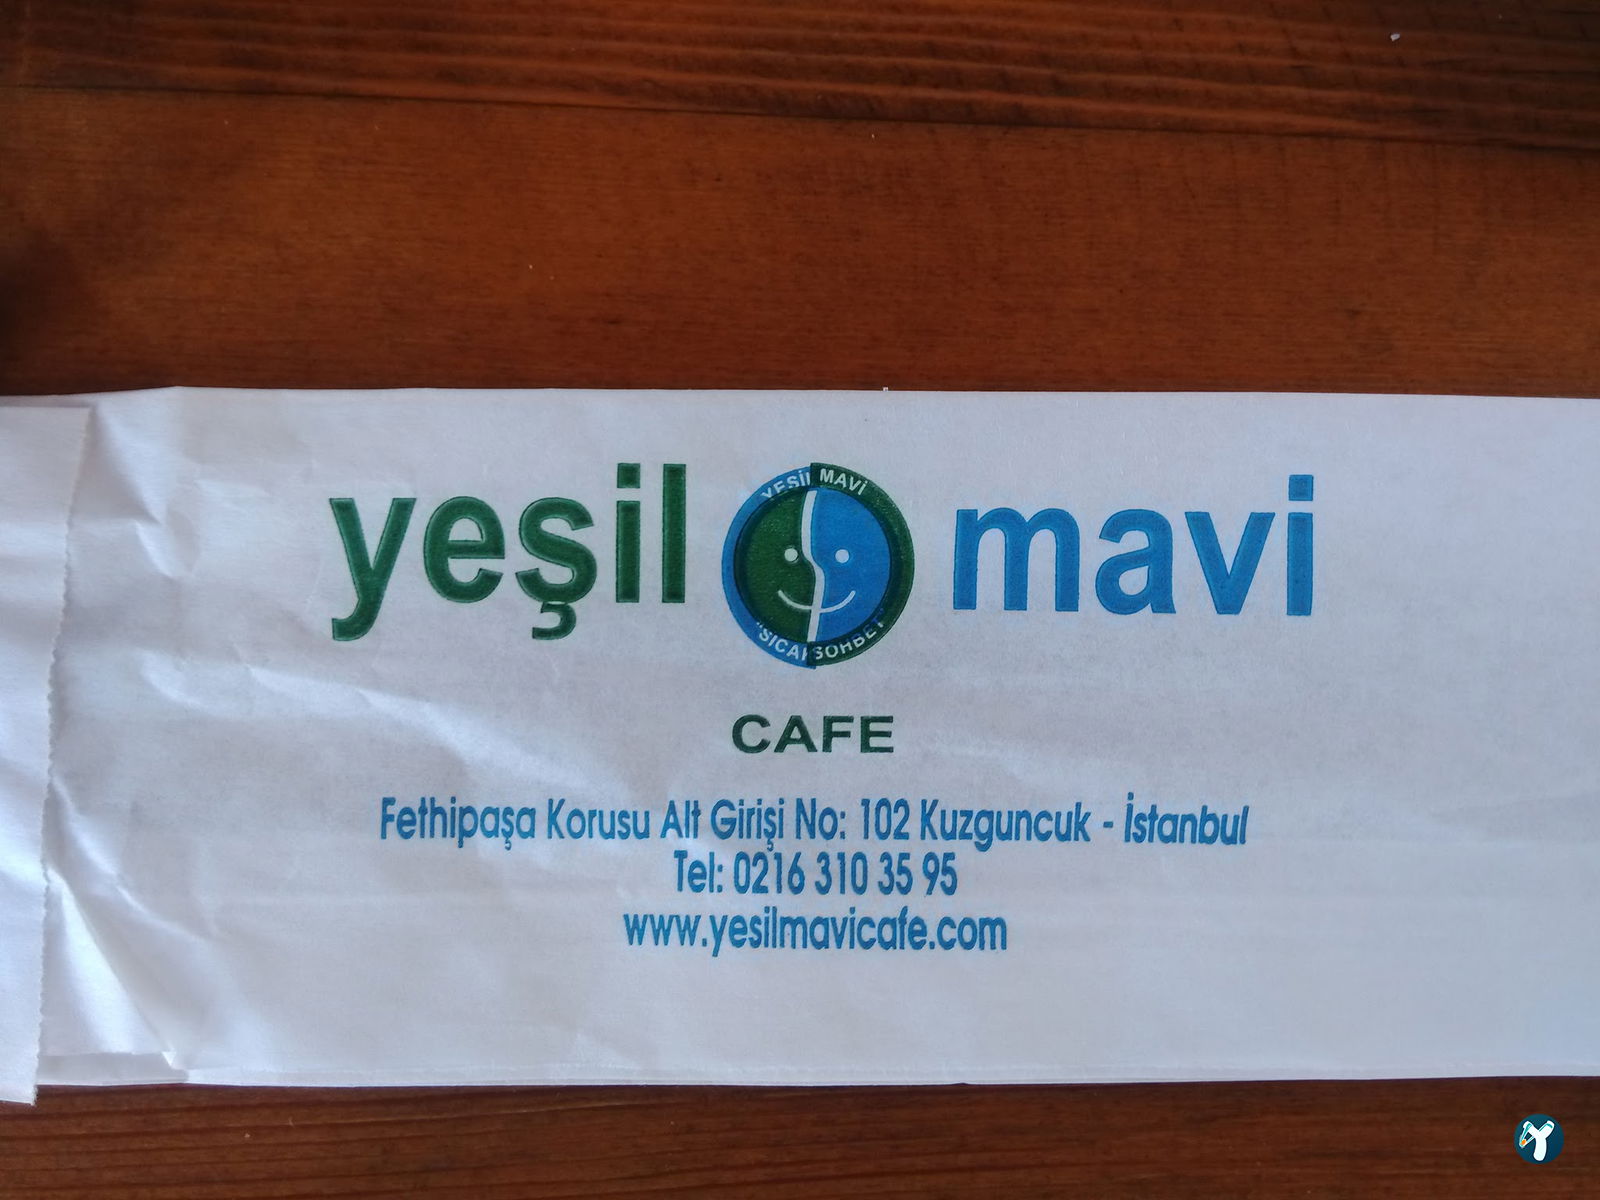 yeşil mavi
YEŞİL MAVİ
"SICAK SOHBET"
CAFE
Fethipaşa Korusu Alt Girişi No: 102 Kuzguncuk - İstanbul
Tel: 0216 310 35 95
www.yesilmavicafe.com